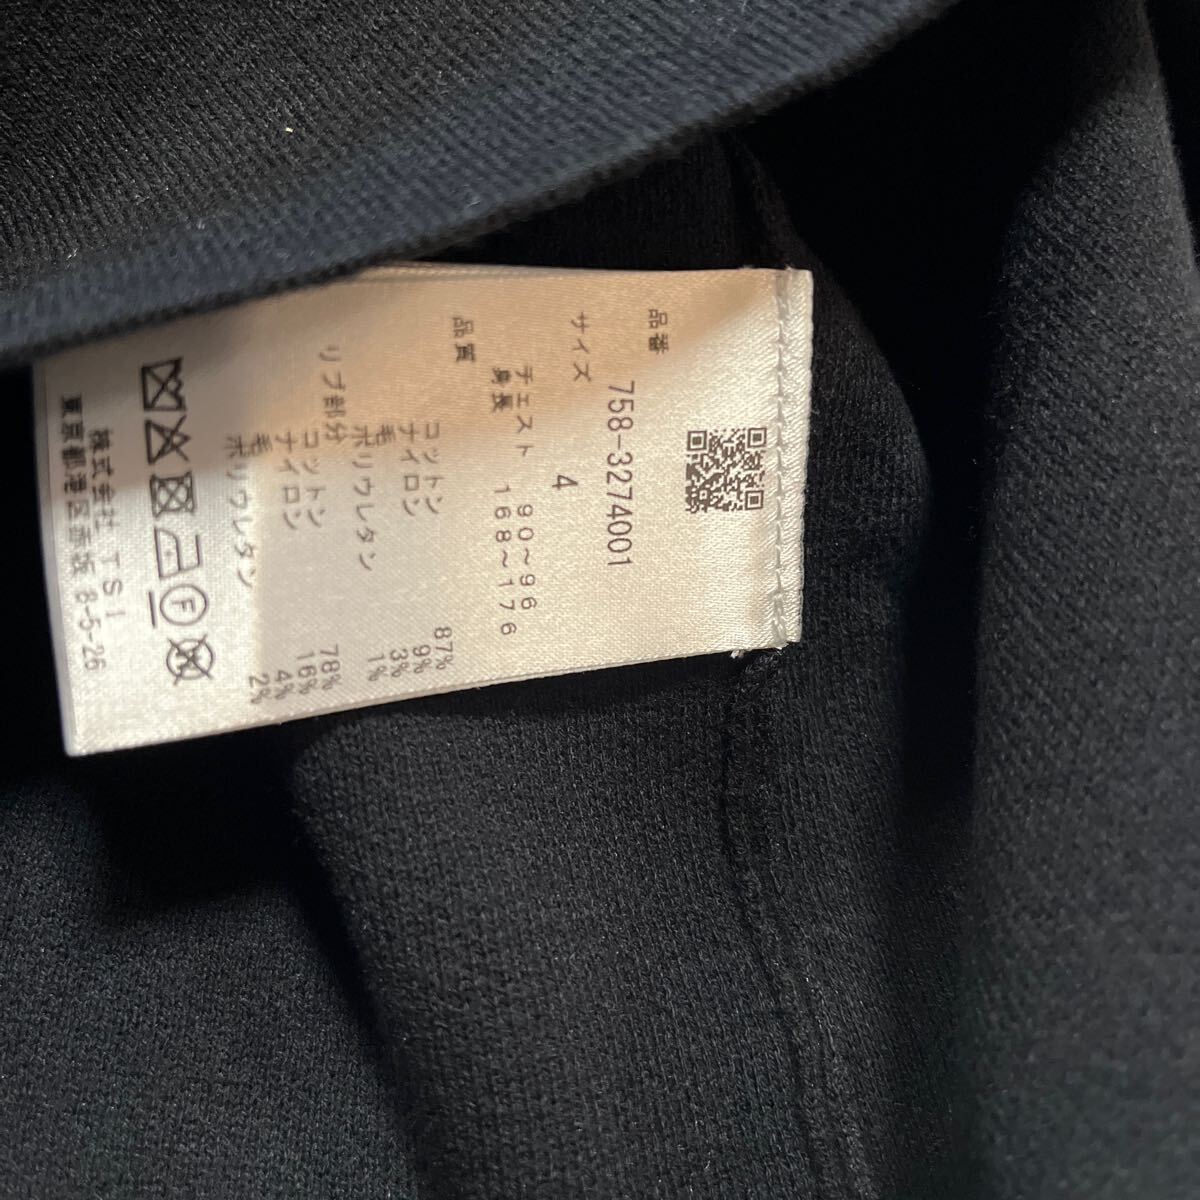 品番 758-3274001
サイズ 4
チェスト 90～96
身長 168～176
品質 コットン 87%
ナイロン 9%
毛 3%
ポリウレタン 1%
リブ部分 コットン 78%
ナイロン 16%
毛 4%
ポリウレタン 2%
F
株式会社 TSI
東京都港区赤坂 8-5-26